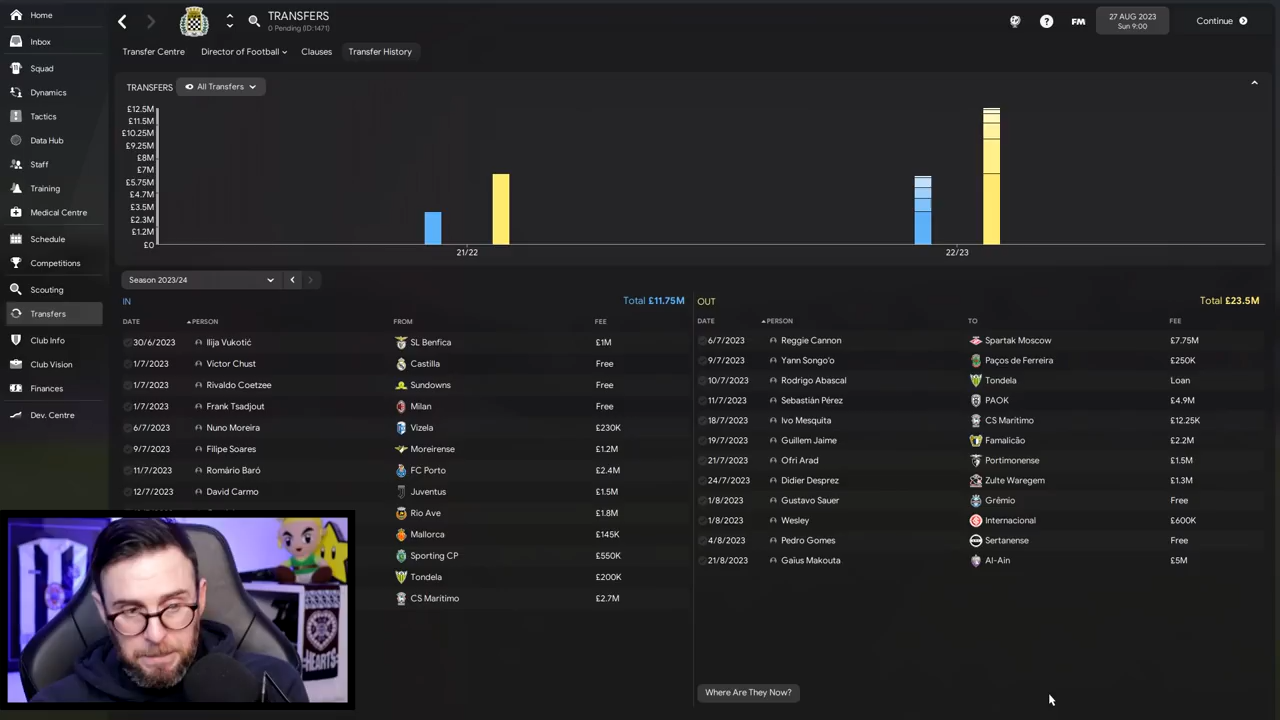 Home
TRANSFERS
0 Pending (ID:1471)
FM
27 AUG 2023
Sun 9:00
Continue
Inbox
Squad
Dynamics
Tactics
Data Hub
Staff
Training
Medical Centre
Schedule
Competitions
Scouting
Transfers
Club Info
Club Vision
Finances
Dev. Centre
Transfer Centre Director of Football Clauses Transfer History
TRANSFERS All Transfers
£12.5M
£11.5M
£10.25M
£9.25M
£8M
£7M
£5.75M
£4.7M
£3.5M
£2.3M
£1.2M
£0
21/22 22/23
Season 2023/24
IN Total £11.75M
DATE PERSON FROM FEE
30/6/2023 Ilija Vukotić SL Benfica £1M
1/7/2023 Víctor Chust Castilla Free
1/7/2023 Rivaldo Coetzee Sundowns Free
1/7/2023 Frank Tsadjout Milan Free
6/7/2023 Nuno Moreira Vizela £230K
9/7/2023 Filipe Soares Moreirense £1.2M
11/7/2023 Romário Baró FC Porto £2.4M
12/7/2023 David Carmo Juventus £1.5M
Rio Ave £1.8M
Mallorca £145K
Sporting CP £550K
Tondela £200K
CS Marítimo £2.7M
OUT Total £23.5M
DATE PERSON TO FEE
6/7/2023 Reggie Cannon Spartak Moscow £7.75M
9/7/2023 Yann Songo'o Paços de Ferreira £250K
10/7/2023 Rodrigo Abascal Tondela Loan
11/7/2023 Sebastián Pérez PAOK £4.9M
18/7/2023 Ivo Mesquita CS Marítimo £12.25K
19/7/2023 Guillem Jaime Famalicão £2.2M
21/7/2023 Ofri Arad Portimonense £1.5M
24/7/2023 Didier Desprez Zulte Waregem £1.3M
1/8/2023 Gustavo Sauer Grêmio Free
1/8/2023 Wesley Internacional £600K
4/8/2023 Pedro Gomes Sertanense Free
21/8/2023 Gaïus Makouta Al-Ain £5M
Where Are They Now?
HEARTS